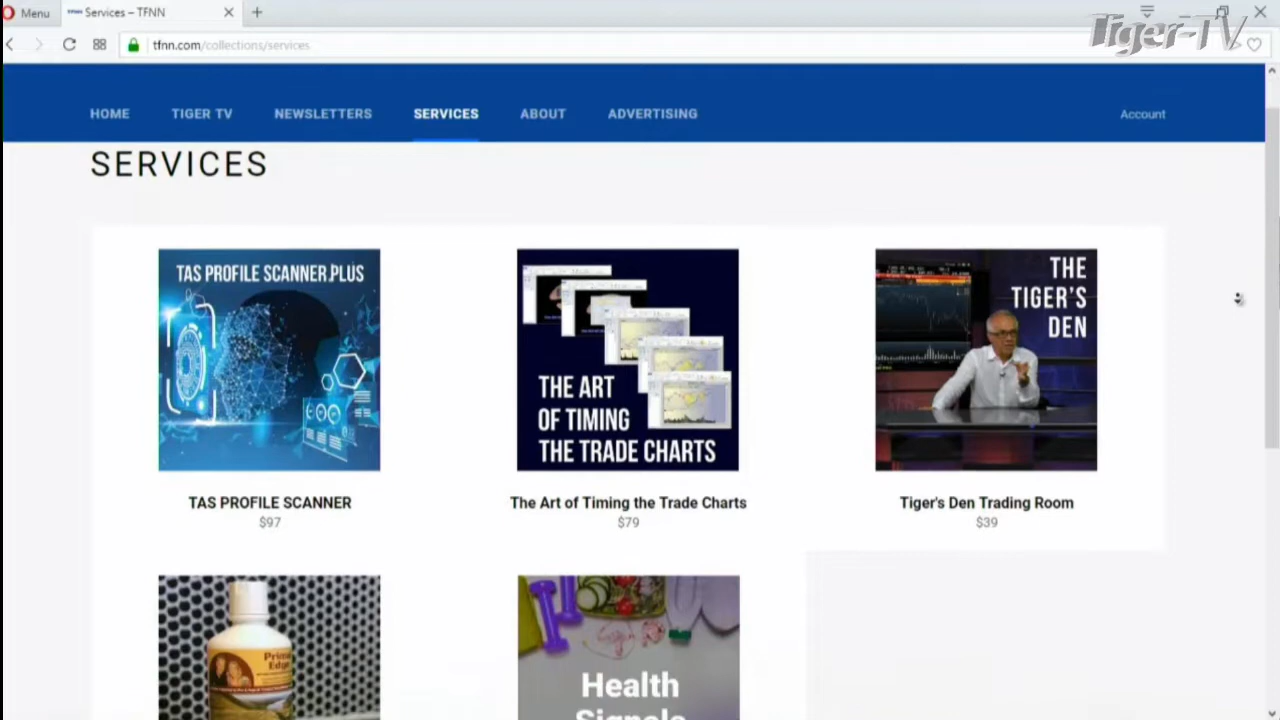 Menu
Services – TFNN
Tiger-TV
tfnn.com/collections/services
HOME
TIGER TV
NEWSLETTERS
SERVICES
ABOUT
ADVERTISING
Account
SERVICES
TAS PROFILE SCANNER.PLUS
THE ART
OF TIMING
THE TRADE CHARTS
THE
TIGER'S
DEN
TAS PROFILE SCANNER
$97
The Art of Timing the Trade Charts
$79
Tiger's Den Trading Room
$39
Health
Signals